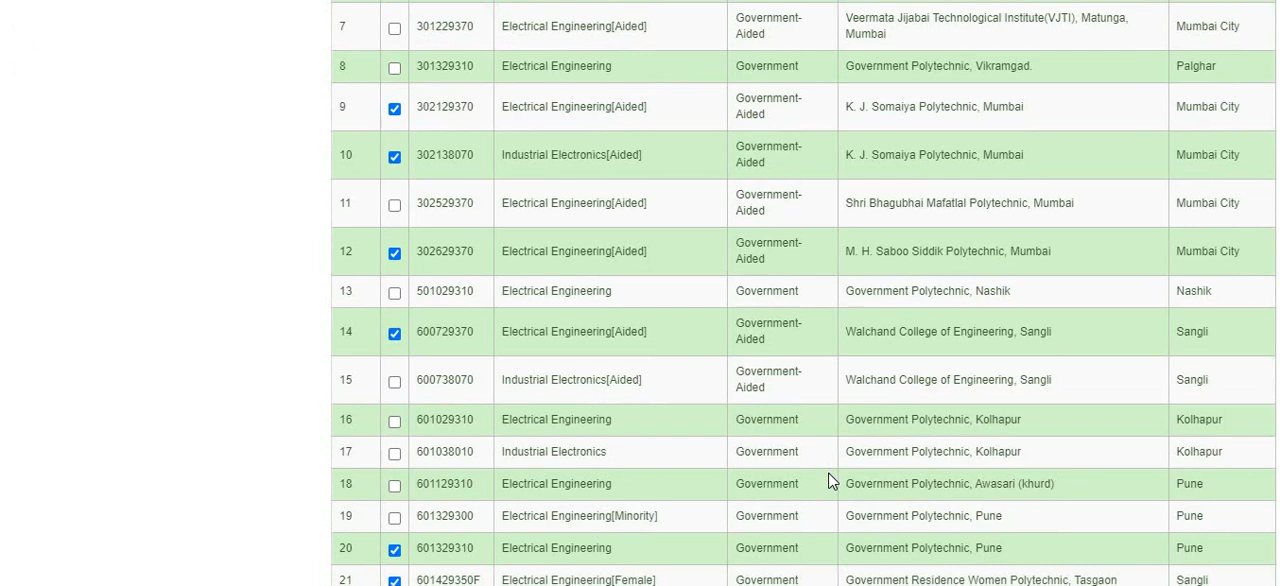 7 301229370 Electrical Engineering[Aided] Government-Aided Veermata Jijabai Technological Institute(VJTI), Matunga, Mumbai Mumbai City
8 301329310 Electrical Engineering Government Government Polytechnic, Vikramgad. Palghar
9 302129370 Electrical Engineering[Aided] Government-Aided K. J. Somaiya Polytechnic, Mumbai Mumbai City
10 302138070 Industrial Electronics[Aided] Government-Aided K. J. Somaiya Polytechnic, Mumbai Mumbai City
11 302529370 Electrical Engineering[Aided] Government-Aided Shri Bhagubhai Mafatlal Polytechnic, Mumbai Mumbai City
12 302629370 Electrical Engineering[Aided] Government-Aided M. H. Saboo Siddik Polytechnic, Mumbai Mumbai City
13 501029310 Electrical Engineering Government Government Polytechnic, Nashik Nashik
14 600729370 Electrical Engineering[Aided] Government-Aided Walchand College of Engineering, Sangli Sangli
15 600738070 Industrial Electronics[Aided] Government-Aided Walchand College of Engineering, Sangli Sangli
16 601029310 Electrical Engineering Government Government Polytechnic, Kolhapur Kolhapur
17 601038010 Industrial Electronics Government Government Polytechnic, Kolhapur Kolhapur
18 601129310 Electrical Engineering Government Government Polytechnic, Awasari (khurd) Pune
19 601329300 Electrical Engineering[Minority] Government Government Polytechnic, Pune Pune
20 601329310 Electrical Engineering Government Government Polytechnic, Pune Pune
21 601429350F Electrical Engineering[Female] Government Government Residence Women Polytechnic, Tasgaon Sangli